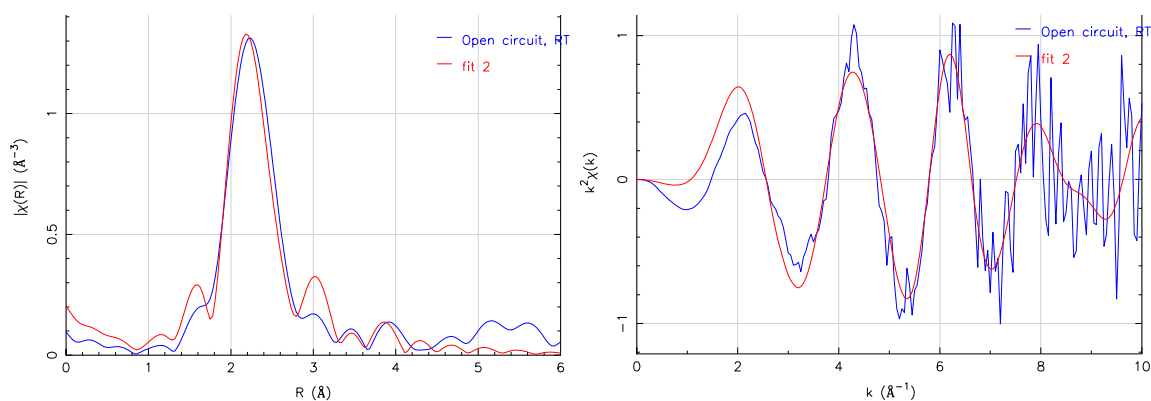 Open circuit, RT
fit 2
|χ(R)| (Å⁻³)
1
0.5
0
0 1 2 3 4 5 6
R (Å)
Open circuit, RT
fit 2
k²χ(k)
1
0
−1
0 2 4 6 8 10
k (Å⁻¹)